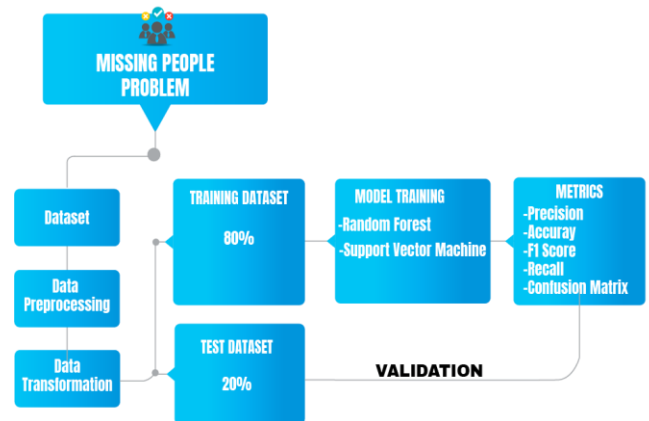 MISSING PEOPLE
PROBLEM
Dataset
Data
Preprocessing
Data
Transformation
TRAINING DATASET
80%
TEST DATASET
20%
MODEL TRAINING
-Random Forest
-Support Vector Machine
METRICS
-Precision
-Accuray
-F1 Score
-Recall
-Confusion Matrix
VALIDATION